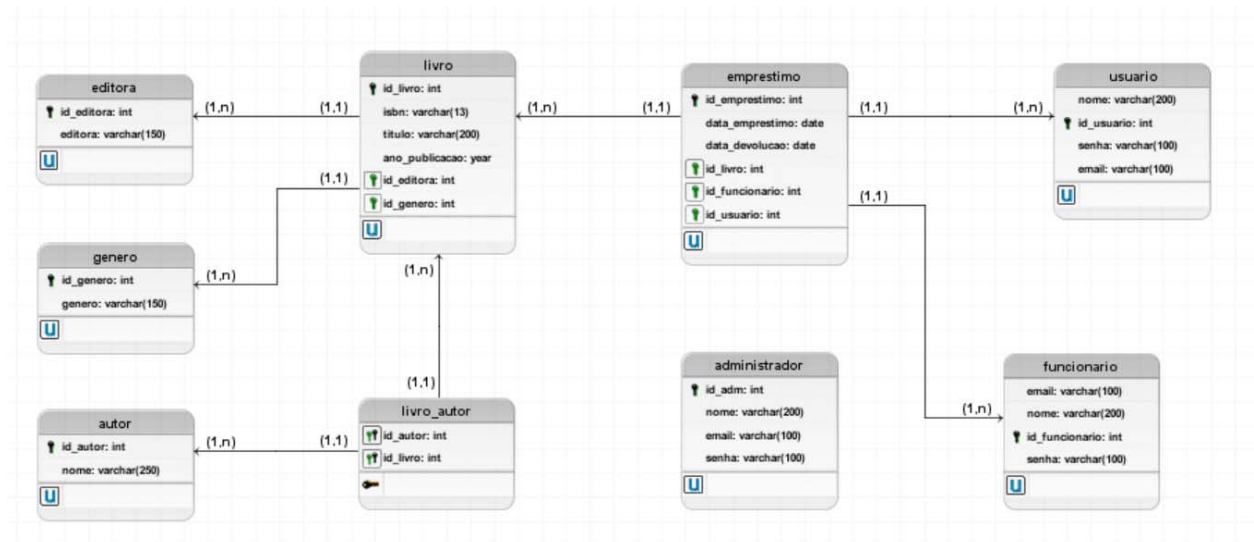 editora
id_editora: int
editora: varchar(150)
U
(1,n)
(1,1)
livro
id_livro: int
isbn: varchar(13)
titulo: varchar(200)
ano_publicacao: year
id_editora: int
id_genero: int
U
(1,n)
(1,1)
emprestimo
id_emprestimo: int
data_emprestimo: date
data_devolucao: date
id_livro: int
id_funcionario: int
id_usuario: int
U
(1,1)
(1,n)
usuario
nome: varchar(200)
id_usuario: int
senha: varchar(100)
email: varchar(100)
U
(1,1)
(1,1)
genero
id_genero: int
genero: varchar(150)
U
(1,n)
(1,n)
(1,1)
autor
id_autor: int
nome: varchar(250)
U
(1,n)
(1,1)
livro_autor
id_autor: int
id_livro: int
administrador
id_adm: int
nome: varchar(200)
email: varchar(100)
senha: varchar(100)
U
(1,n)
funcionario
email: varchar(100)
nome: varchar(200)
id_funcionario: int
senha: varchar(100)
U